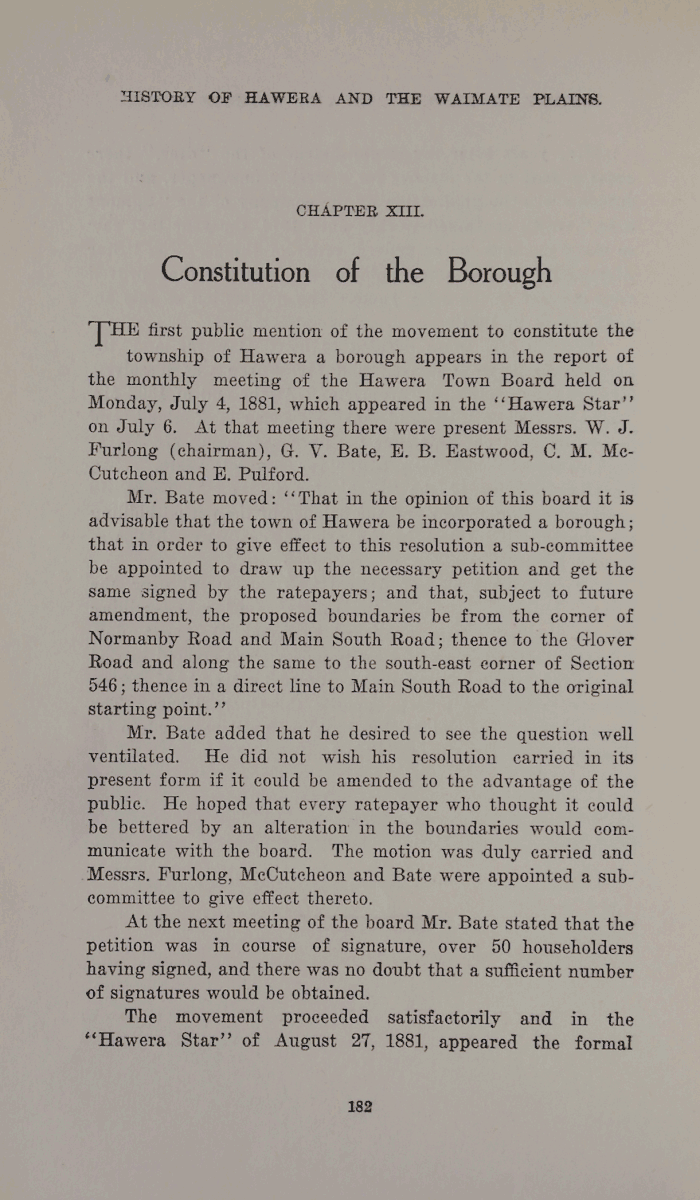 HISTORY OF HAWERA AND THE WAIMATE PLAINS.
CHAPTER XIII.
Constitution of the Borough
THE first public mention of the movement to constitute the
township of Hawera a borough appears in the report of
the monthly meeting of the Hawera Town Board held on
Monday, July 4, 1881, which appeared in the "Hawera Star"
on July 6. At that meeting there were present Messrs. W. J.
Furlong (chairman), G. V. Bate, E. B. Eastwood, C. M. Mc-
Cutcheon and E. Pulford.
Mr. Bate moved: "That in the opinion of this board it is
advisable that the town of Hawera be incorporated a borough;
that in order to give effect to this resolution a sub-committee
be appointed to draw up the necessary petition and get the
same signed by the ratepayers; and that, subject to future
amendment, the proposed boundaries be from the corner of
Normanby Road and Main South Road; thence to the Glover
Road and along the same to the south-east corner of Section
546; thence in a direct line to Main South Road to the original
starting point."
Mr. Bate added that he desired to see the question well
ventilated. He did not wish his resolution carried in its
present form if it could be amended to the advantage of the
public. He hoped that every ratepayer who thought it could
be bettered by an alteration in the boundaries would com-
municate with the board. The motion was duly carried and
Messrs. Furlong, McCutcheon and Bate were appointed a sub-
committee to give effect thereto.
At the next meeting of the board Mr. Bate stated that the
petition was in course of signature, over 50 householders
having signed, and there was no doubt that a sufficient number
of signatures would be obtained.
The movement proceeded satisfactorily and in the
"Hawera Star" of August 27, 1881, appeared the formal
182